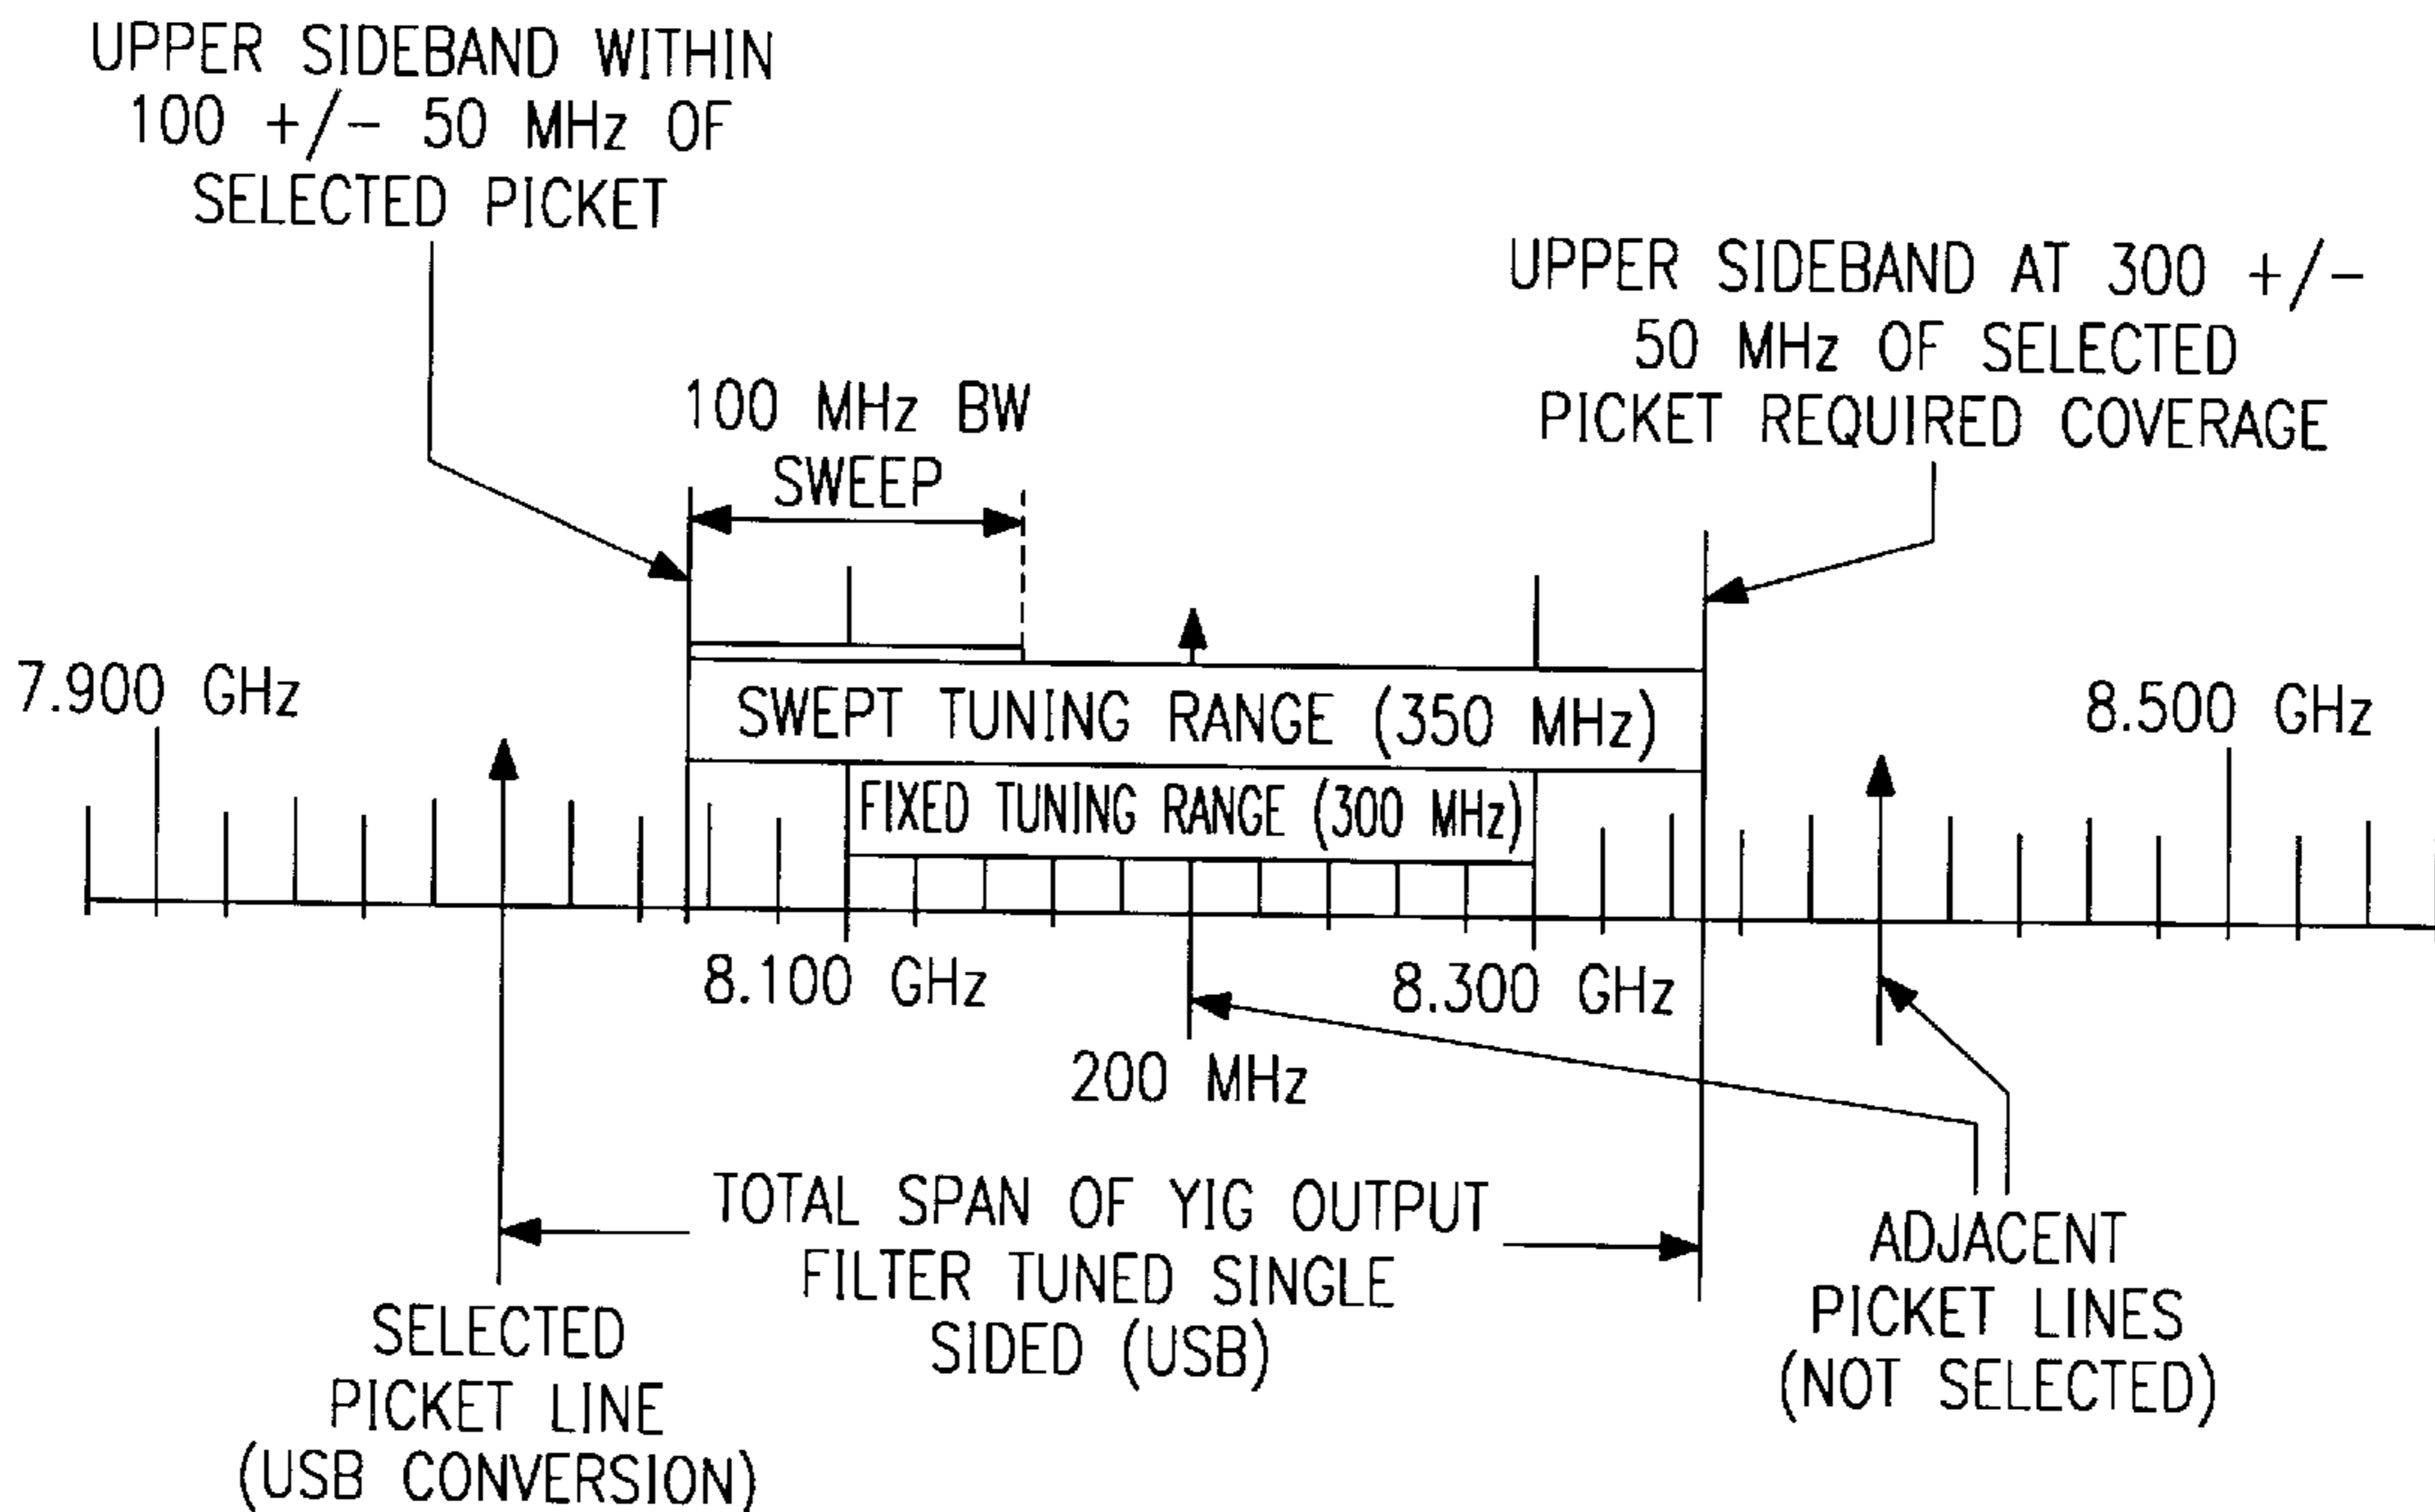 UPPER SIDEBAND WITHIN
100 +/- 50 MHz OF
SELECTED PICKET
UPPER SIDEBAND AT 300 +/-
50 MHz OF SELECTED
PICKET REQUIRED COVERAGE
100 MHz BW
SWEEP
7.900 GHz
SWEPT TUNING RANGE (350 MHz)
8.500 GHz
FIXED TUNING RANGE (300 MHz)
8.100 GHz
8.300 GHz
200 MHz
TOTAL SPAN OF YIG OUTPUT
FILTER TUNED SINGLE
SIDED (USB)
ADJACENT
PICKET LINES
(NOT SELECTED)
SELECTED
PICKET LINE
(USB CONVERSION)